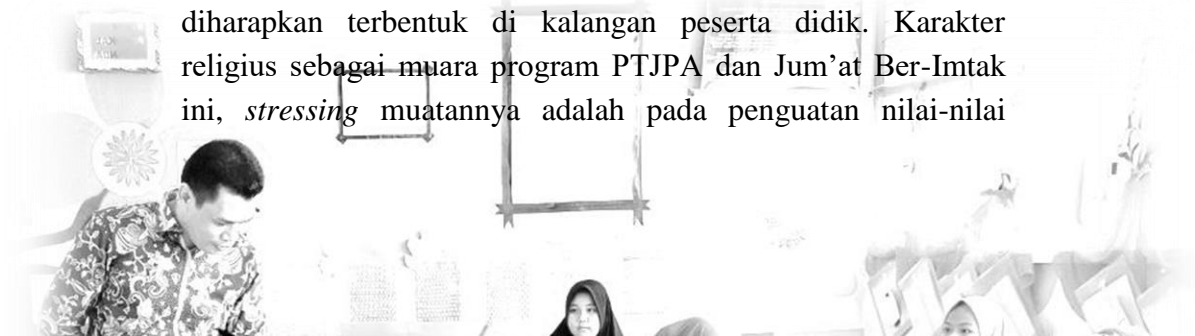 diharapkan terbentuk di kalangan peserta didik. Karakter
religius sebagai muara program PTJPA dan Jum’at Ber-Imtak
ini, stressing muatannya adalah pada penguatan nilai-nilai